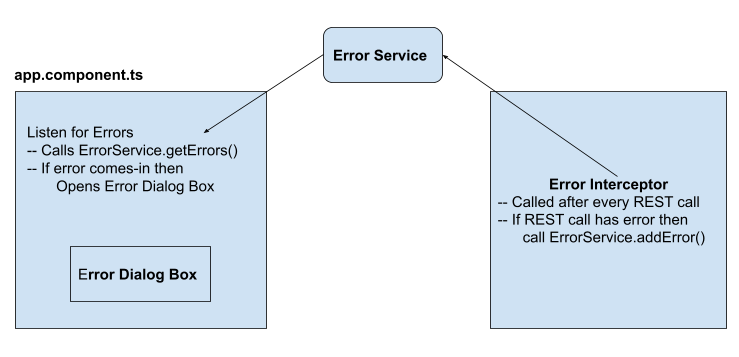 Error Service
app.component.ts
Listen for Errors
-- Calls ErrorService.getErrors()
-- If error comes-in then
Opens Error Dialog Box
Error Dialog Box
Error Interceptor
-- Called after every REST call
-- If REST call has error then
call ErrorService.addError()